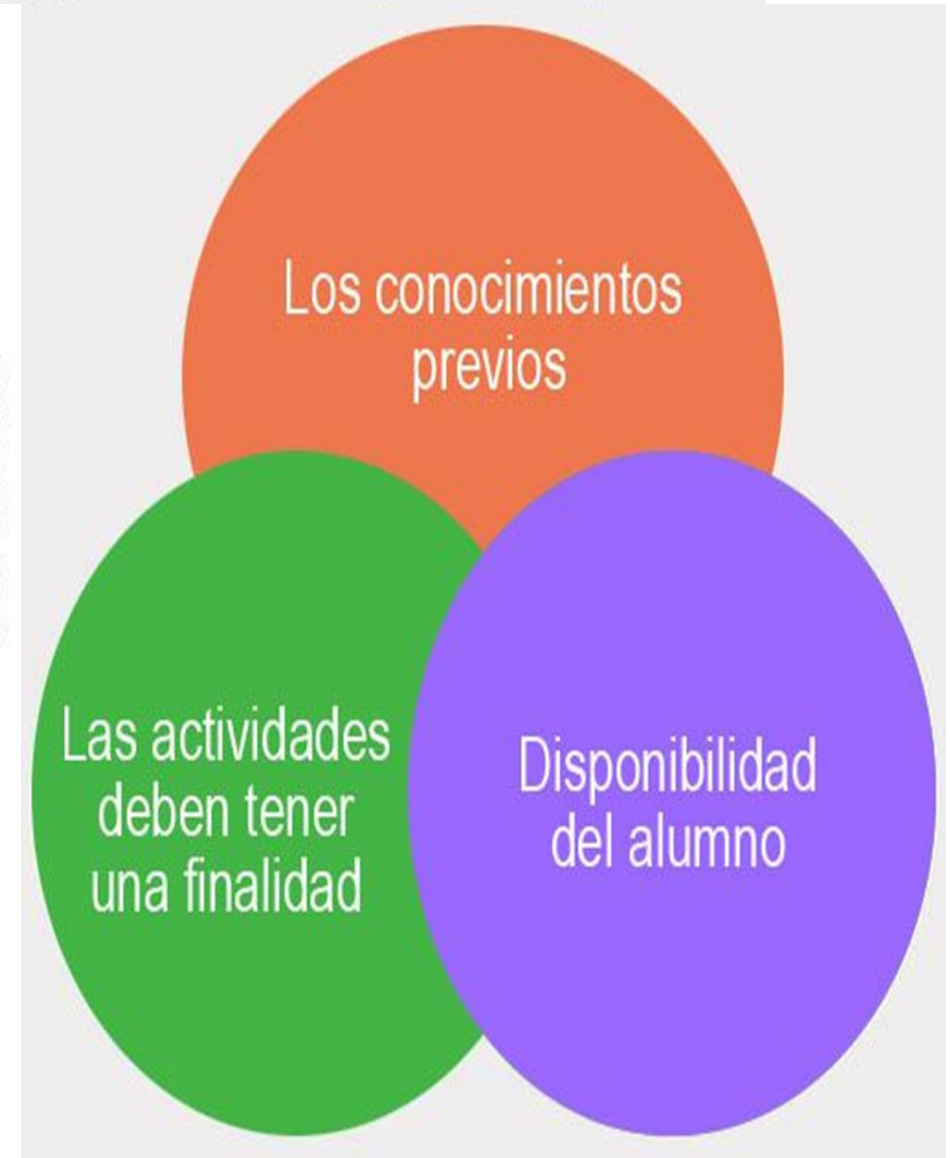 Los conocimientos
previos
Las actividades
deben tener
una finalidad
Disponibilidad
del alumno